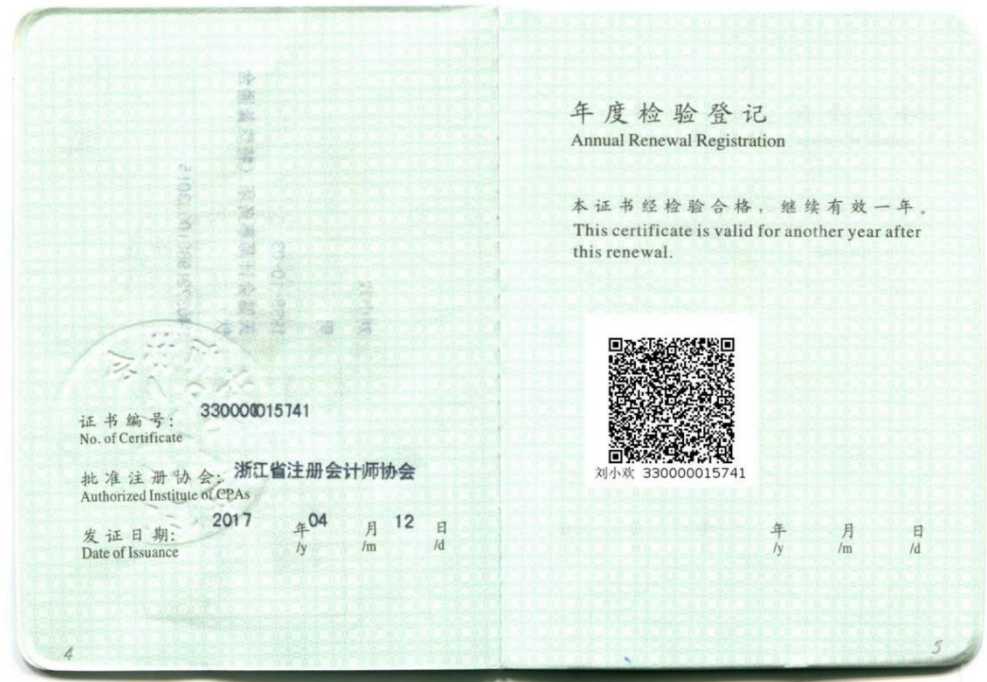 证书编号: 330000015741
No. of Certificate
批准注册协会: 浙江省注册会计师协会
Authorized Institute of CPAs
发证日期: 2017 年 04 月 12 日
Date of Issuance /y /m /d
4
年度检验登记
Annual Renewal Registration
本证书经检验合格，继续有效一年。
This certificate is valid for another year after
this renewal.
刘小欢 330000015741
年 月 日
/y /m /d
5